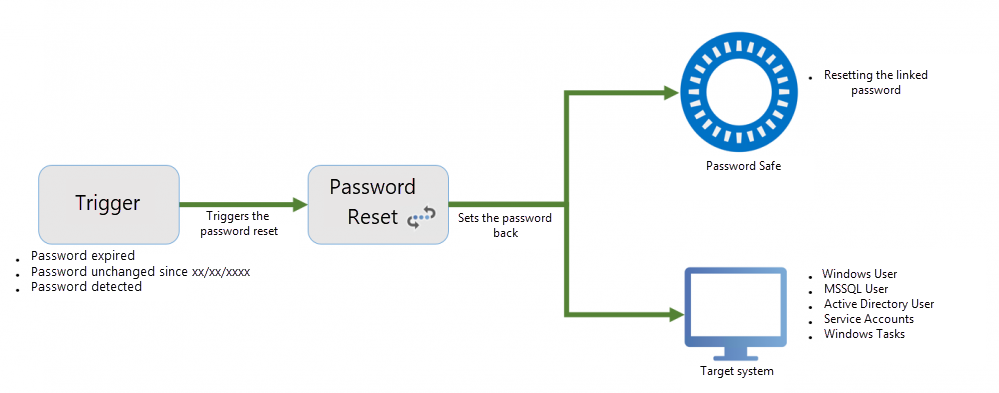 Trigger
• Password expired
• Password unchanged since xx/xx/xxxx
• Password detected
Triggers the
password reset
Password
Reset
Sets the password
back
Password Safe
• Resetting the linked
password
Target system
• Windows User
• MSSQL User
• Active Directory User
• Service Accounts
• Windows Tasks